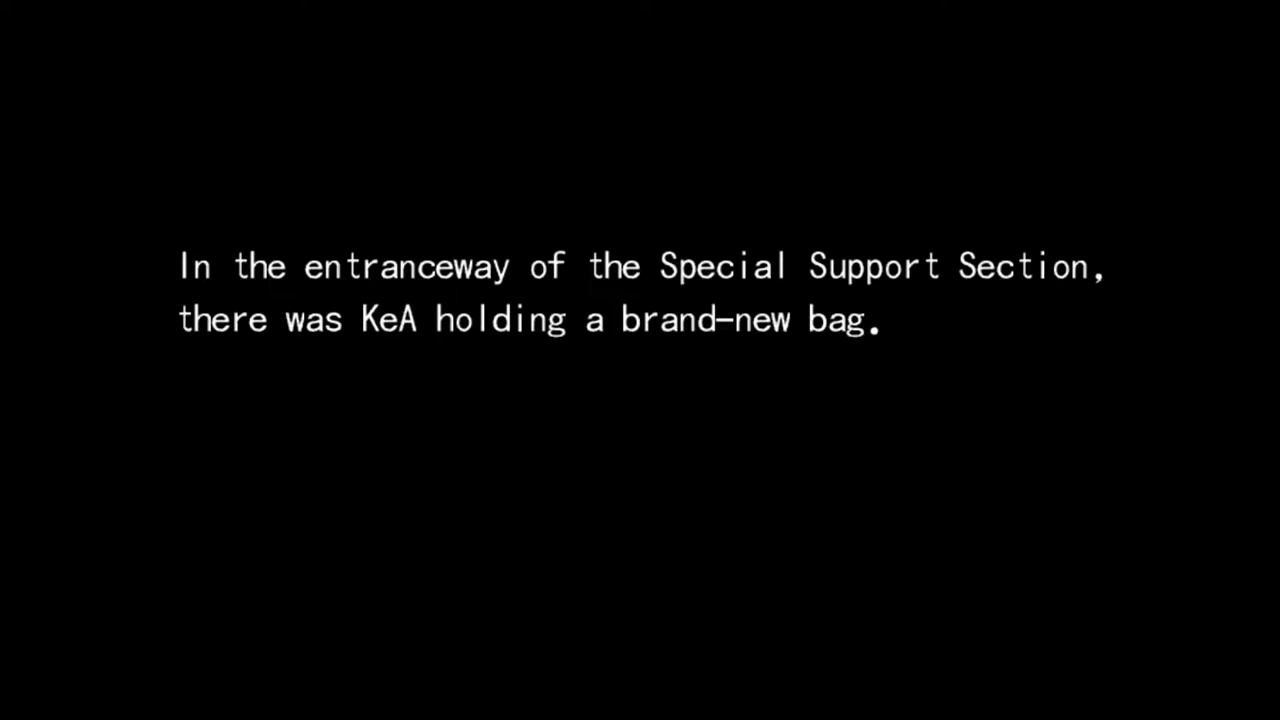 In the entranceway of the Special Support Section,
there was KeA holding a brand-new bag.